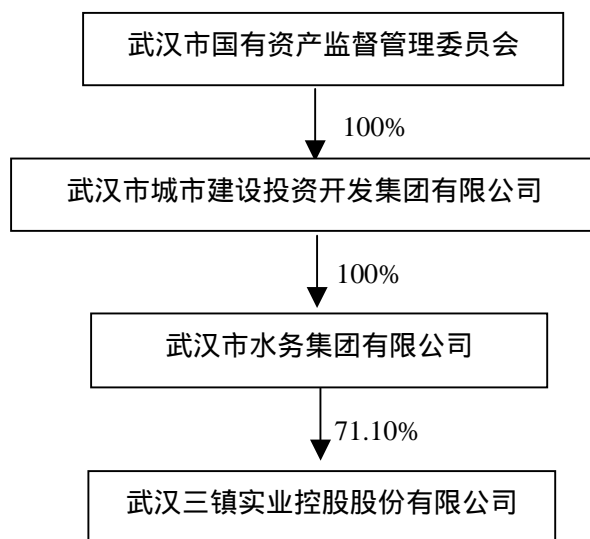 武汉市国有资产监督管理委员会
100%
武汉市城市建设投资开发集团有限公司
100%
武汉市水务集团有限公司
71.10%
武汉三镇实业控股股份有限公司